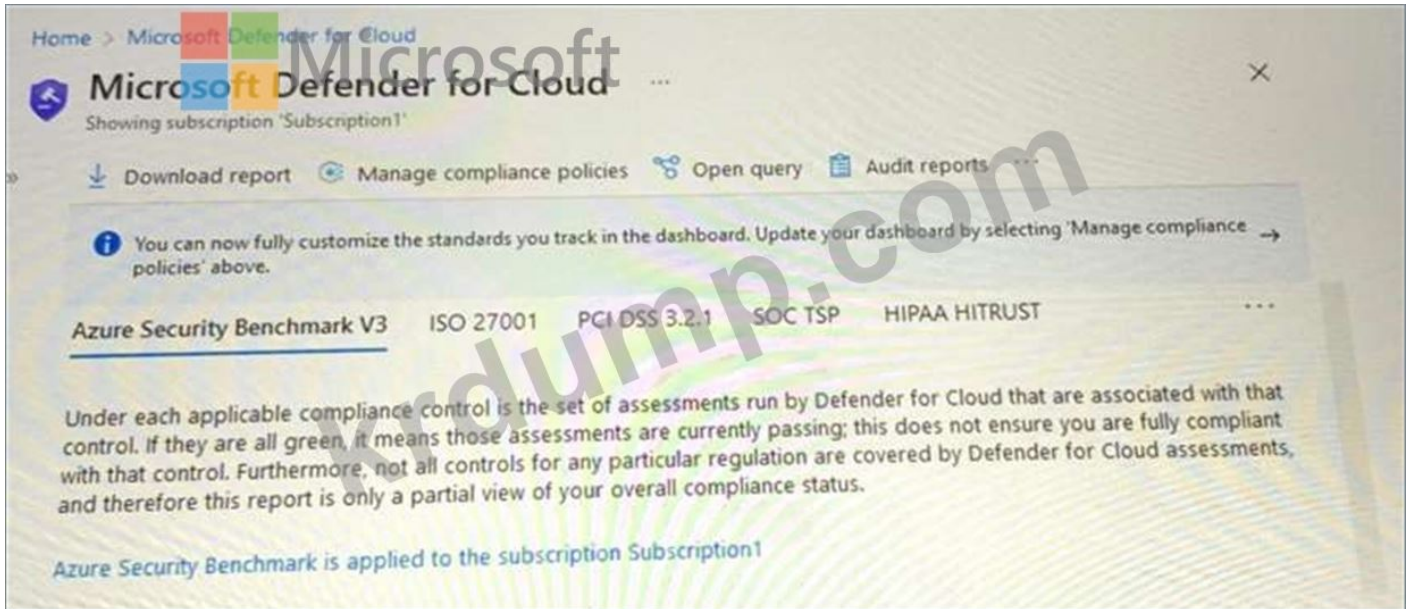 Home > Microsoft Defender for Cloud
Microsoft
Microsoft Defender for Cloud ...
Showing subscription 'Subscription1'
Download report Manage compliance policies Open query Audit reports ...
You can now fully customize the standards you track in the dashboard. Update your dashboard by selecting 'Manage compliance
policies' above.
Azure Security Benchmark V3 ISO 27001 PCI DSS 3.2.1 SOC TSP HIPAA HITRUST ...
krdump.com
Under each applicable compliance control is the set of assessments run by Defender for Cloud that are associated with that
control. If they are all green, it means those assessments are currently passing; this does not ensure you are fully compliant
with that control. Furthermore, not all controls for any particular regulation are covered by Defender for Cloud assessments,
and therefore this report is only a partial view of your overall compliance status.
Azure Security Benchmark is applied to the subscription Subscription1